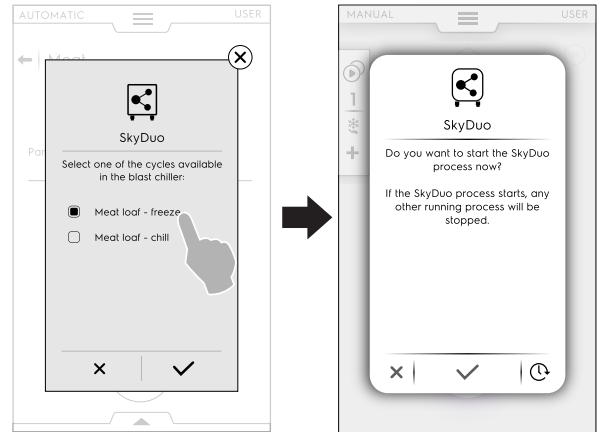 AUTOMATIC USER
Meat
SkyDuo
Select one of the cycles available
in the blast chiller:
Meat loaf - freeze
Meat loaf - chill
MANUAL USER
1
SkyDuo
Do you want to start the SkyDuo
process now?
If the SkyDuo process starts, any
other running process will be
stopped.